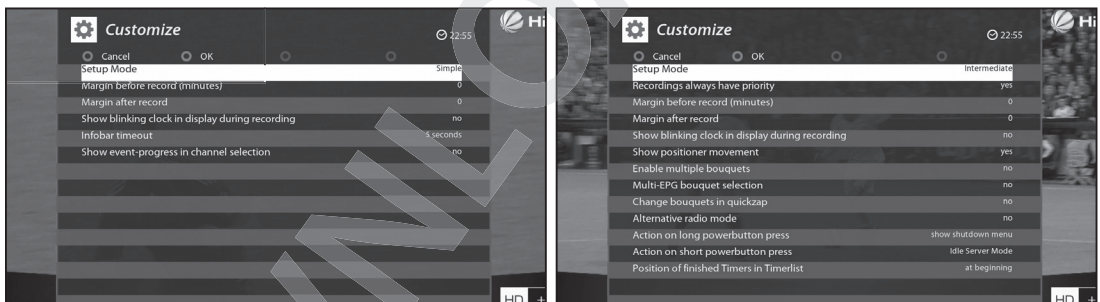 Customize
22:55
Hi
Cancel OK
Setup Mode Simple
Margin before record (minutes) 0
Margin after record 0
Show blinking clock in display during recording no
Infobar timeout 5 seconds
Show event-progress in channel selection no
HD +
Customize
22:55
Hi
Cancel OK
Setup Mode Intermediate
Recordings always have priority yes
Margin before record (minutes) 0
Margin after record 0
Show blinking clock in display during recording no
Show positioner movement yes
Enable multiple bouquets no
Multi-EPG bouquet selection no
Change bouquets in quickzap no
Alternative radio mode no
Action on long powerbutton press show shutdown menu
Action on short powerbutton press Idle Server Mode
Position of finished Timers in Timerlist at beginning
HD +